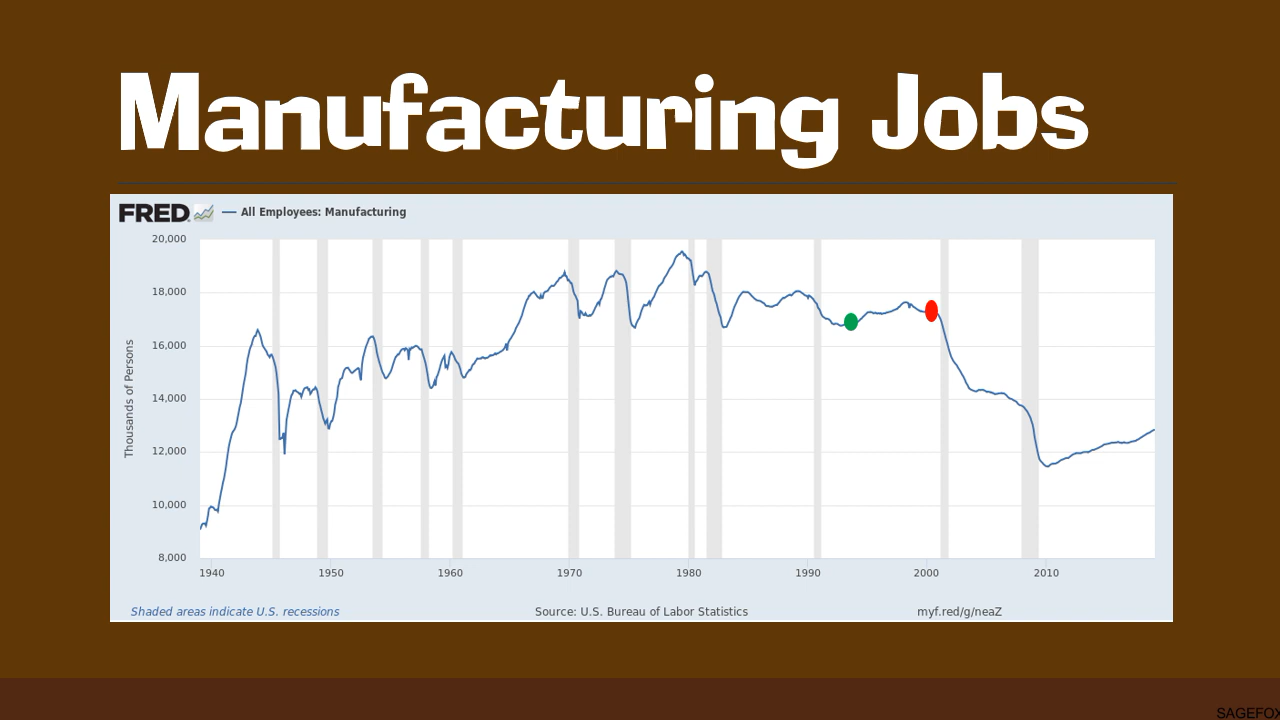 Manufacturing Jobs
FRED
All Employees: Manufacturing
Thousands of Persons
20,000
18,000
16,000
14,000
12,000
10,000
8,000
1940 1950 1960 1970 1980 1990 2000 2010
Shaded areas indicate U.S. recessions Source: U.S. Bureau of Labor Statistics myf.red/g/neaZ
SAGEFOX